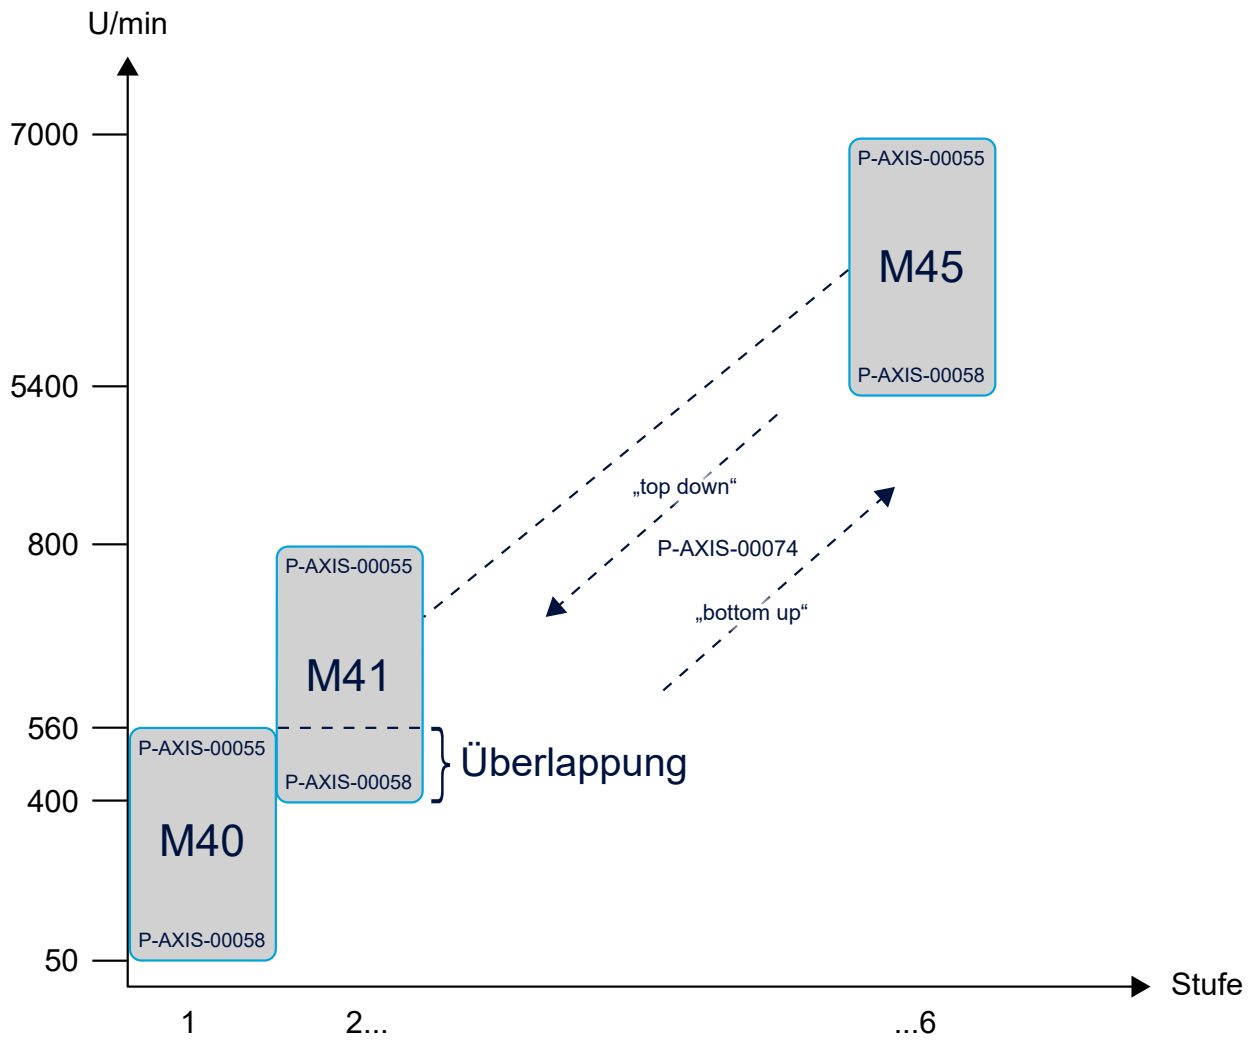 U/min
7000
P-AXIS-00055
M45
5400
P-AXIS-00058
„top down“
800
P-AXIS-00074
P-AXIS-00055
„bottom up“
M41
560
P-AXIS-00055
Überlappung
P-AXIS-00058
400
M40
P-AXIS-00058
50
Stufe
1
2...
...6